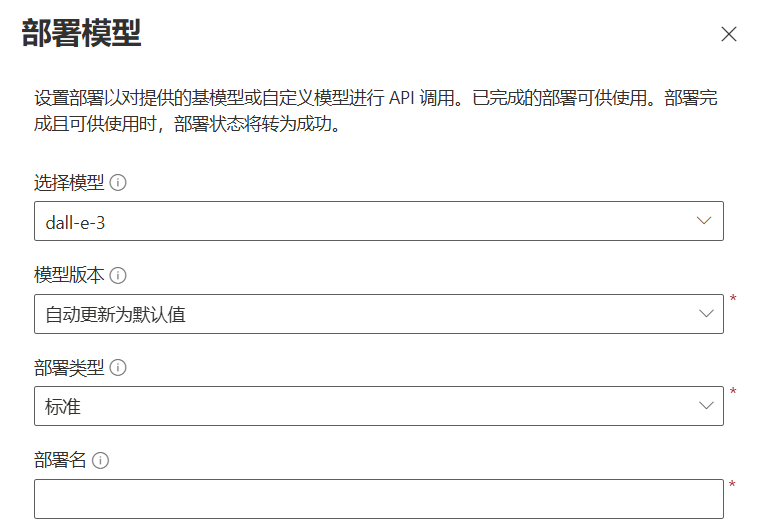 部署模型
设置部署以对提供的基模型或自定义模型进行 API 调用。已完成的部署可供使用。部署完
成且可供使用时，部署状态将转为成功。
选择模型
dall-e-3
模型版本
自动更新为默认值
*
部署类型
标准
*
部署名
*